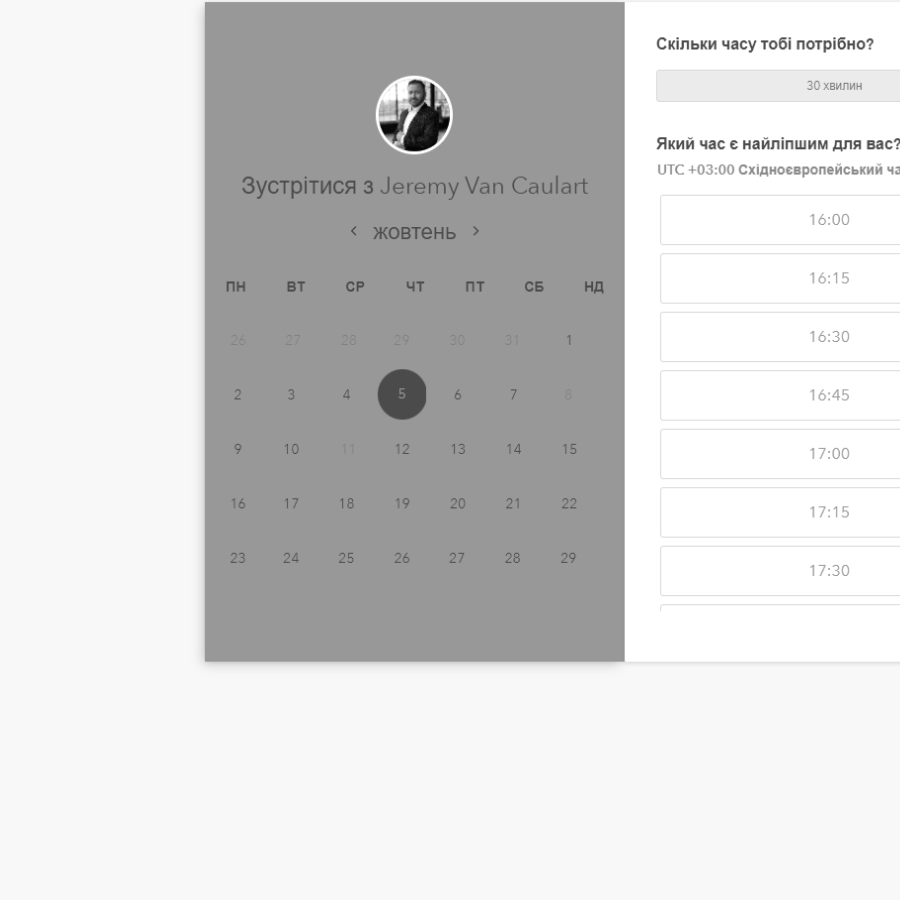 Зустрітися з Jeremy Van Caulart
жовтень
ПН ВТ СР ЧТ ПТ СБ НД
26 27 28 29 30 31 1
2 3 4 5 6 7 8
9 10 11 12 13 14 15
16 17 18 19 20 21 22
23 24 25 26 27 28 29
Скільки часу тобі потрібно?
30 хвилин
Який час є найліпшим для вас?
UTC +03:00 Східноєвропейський
16:00
16:15
16:30
16:45
17:00
17:15
17:30